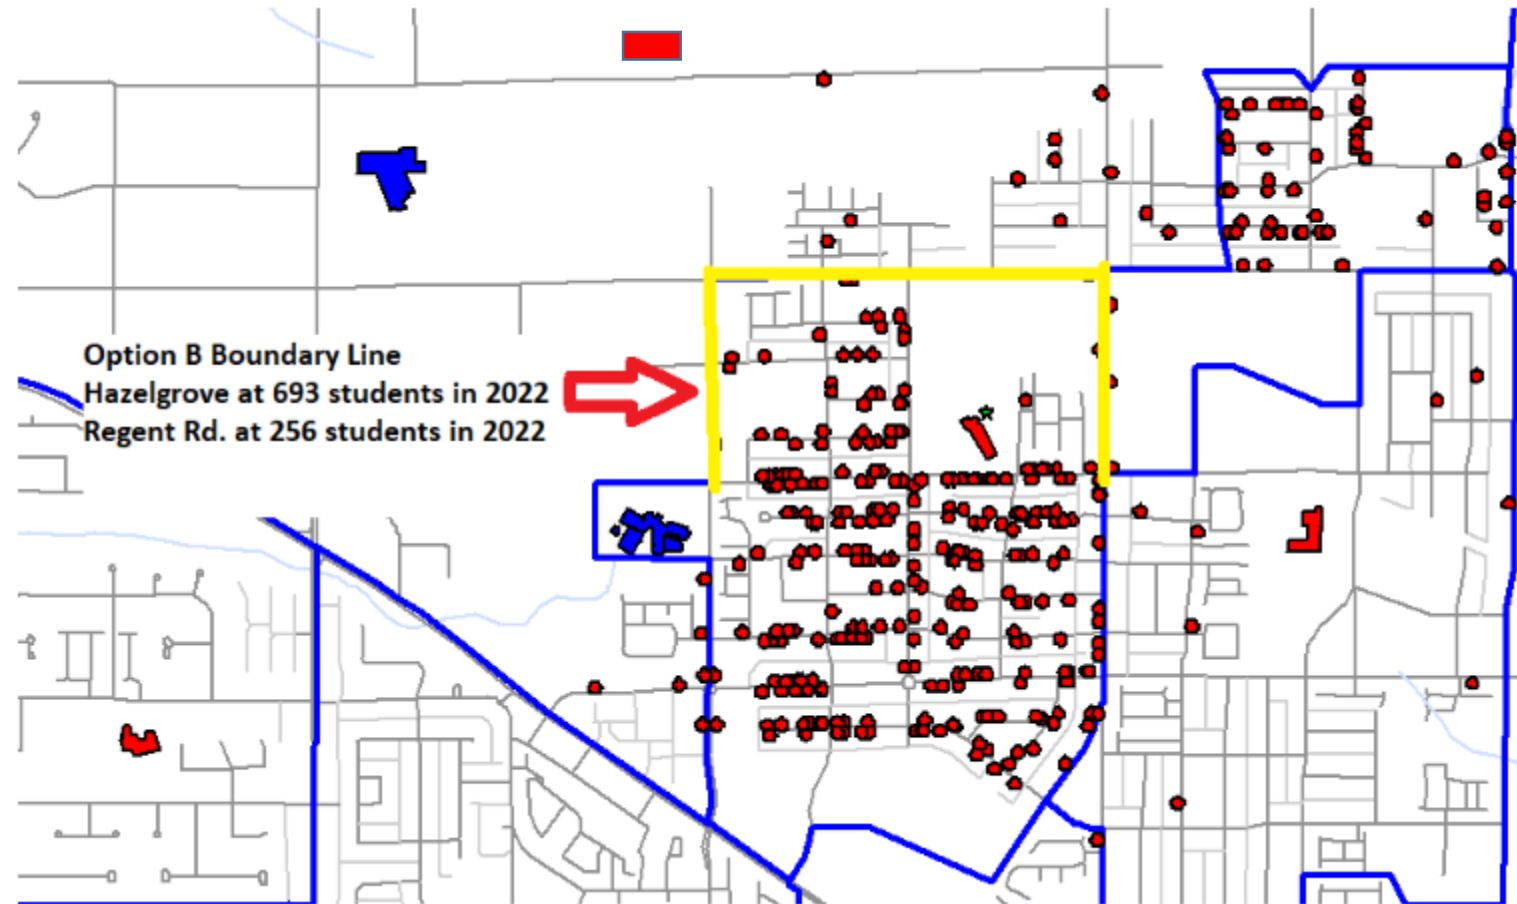 Option B Boundary Line
Hazelgrove at 693 students in 2022
Regent Rd. at 256 students in 2022